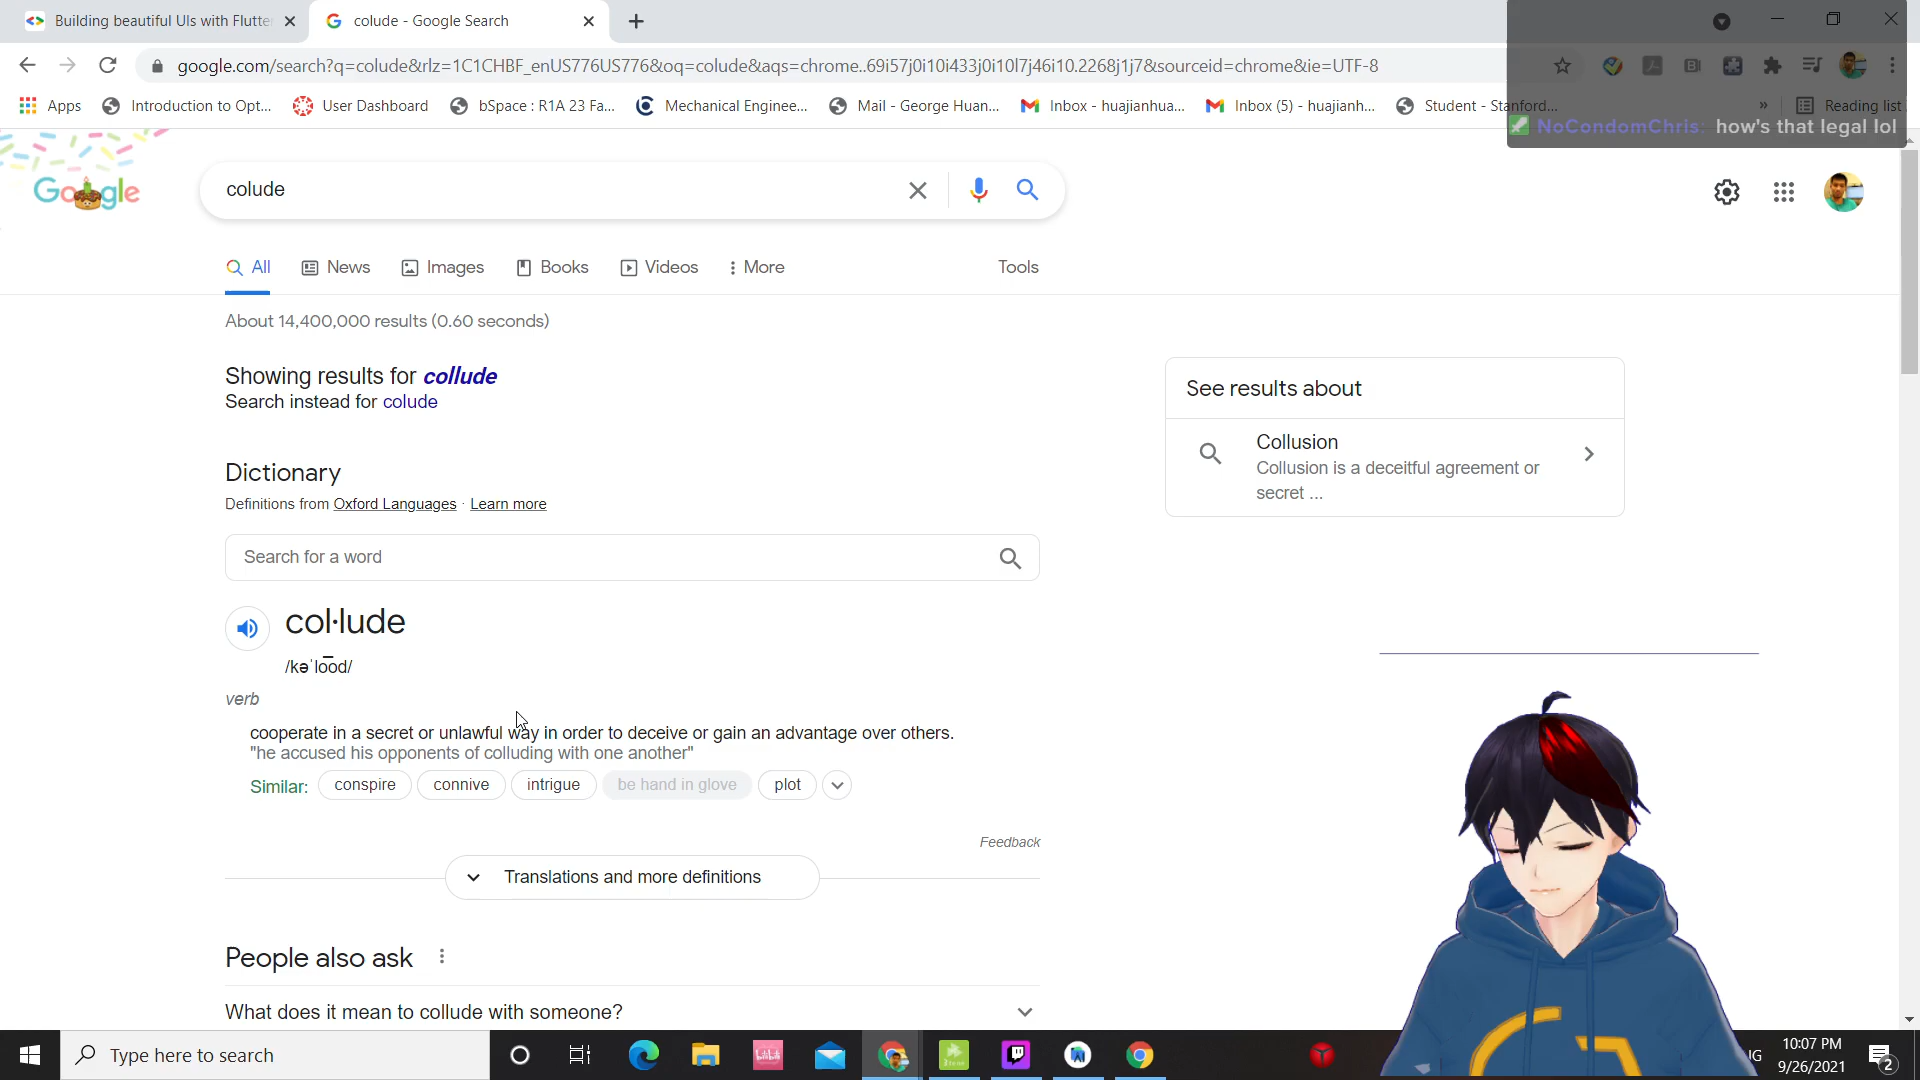 Building beautiful UIs with Flutter
colude - Google Search
google.com/search?q=colude&rlz=1C1CHBF_enUS776US776&oq=colude&aqs=chrome..69i57j0i10i433j0i10l7j46i10.2268j1j7&sourceid=chrome&ie=UTF-8
Apps
Introduction to Opt...
User Dashboard
bSpace : R1A 23 Fa...
Mechanical Enginee...
Mail - George Huan...
Inbox - huajianhua...
Inbox (5) - huajianh...
Student - Stanford...
»
Reading list
NoCondomChris: how's that legal lol
Google
colude
All
News
Images
Books
Videos
More
Tools
About 14,400,000 results (0.60 seconds)
Showing results for collude
Search instead for colude
See results about
Collusion
Collusion is a deceitful agreement or
secret ...
Dictionary
Definitions from Oxford Languages · Learn more
Search for a word
col·lude
/kəˈlo͞od/
verb
cooperate in a secret or unlawful way in order to deceive or gain an advantage over others.
"he accused his opponents of colluding with one another"
Similar:
conspire
connive
intrigue
be hand in glove
plot
Feedback
Translations and more definitions
People also ask
What does it mean to collude with someone?
Type here to search
10:07 PM
9/26/2021
2